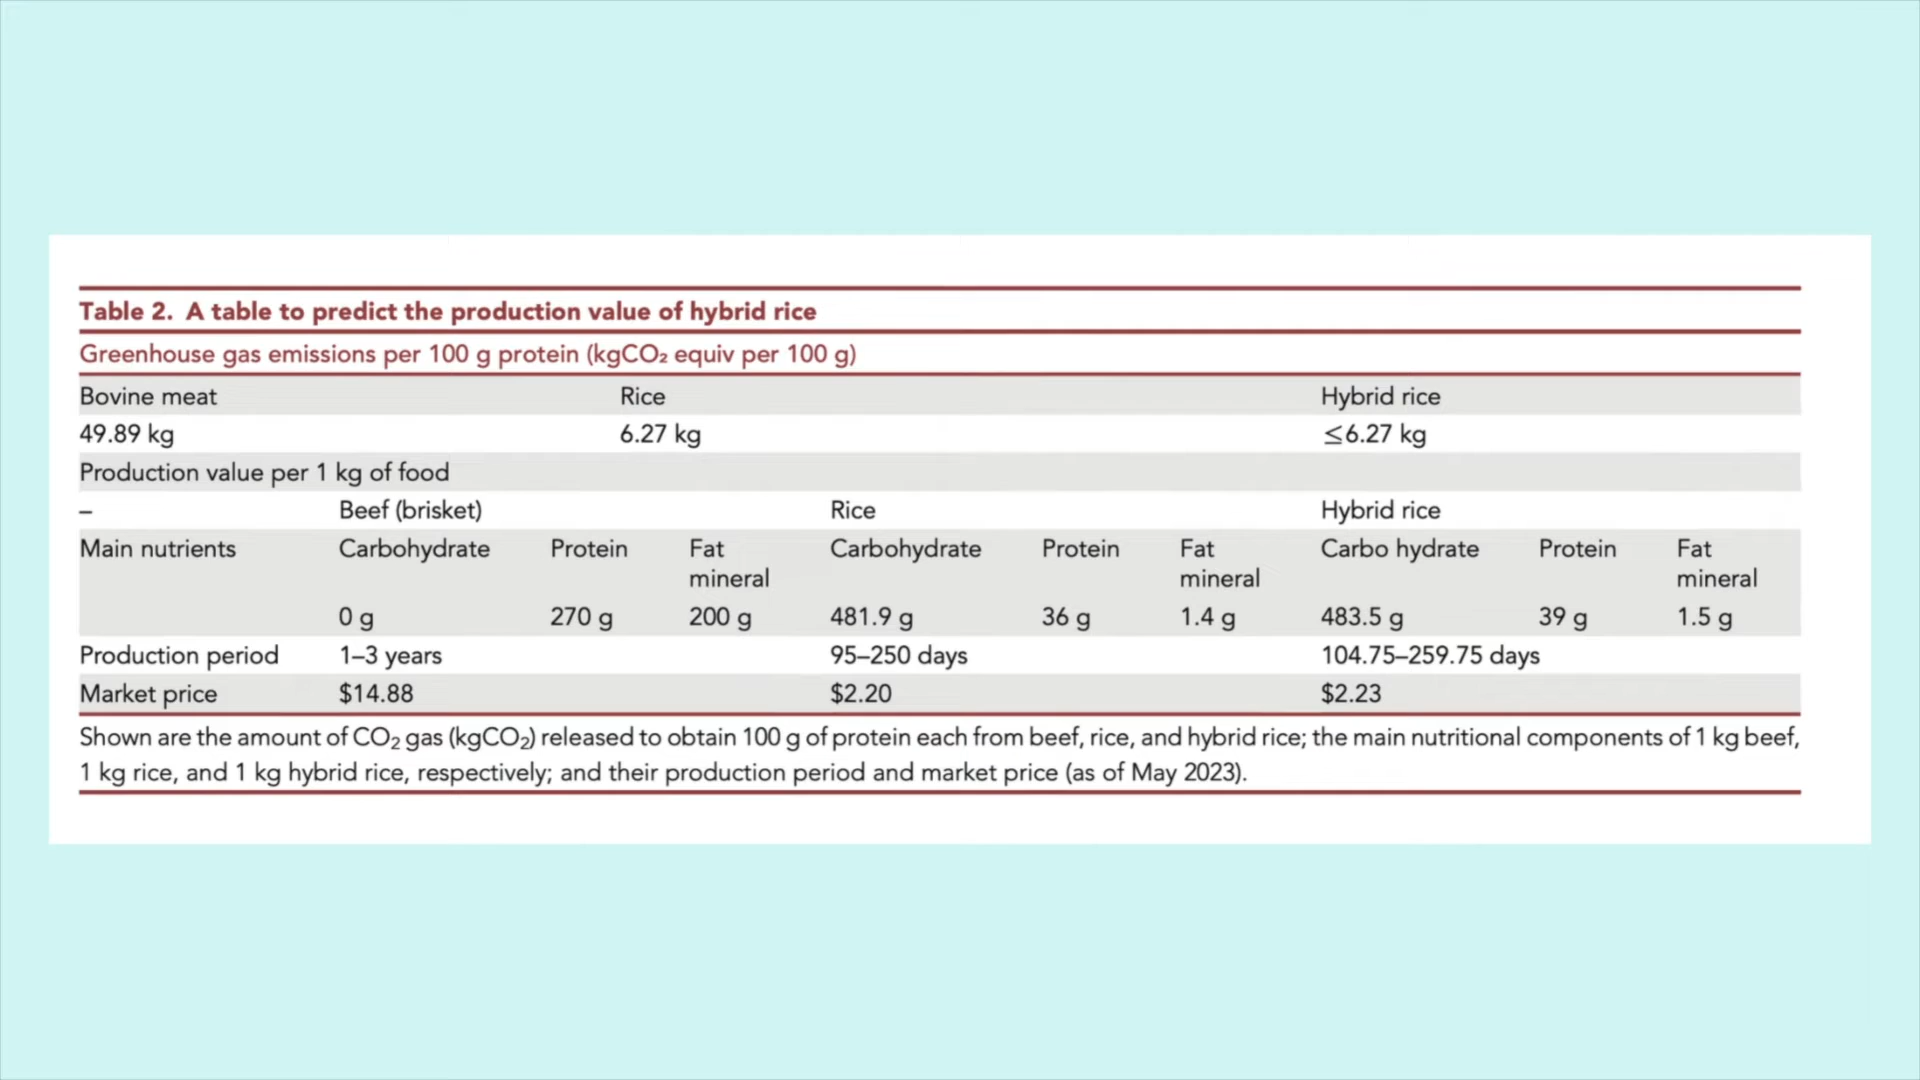 Table 2. A table to predict the production value of hybrid rice
Greenhouse gas emissions per 100 g protein (kgCO₂ equiv per 100 g)
Bovine meat Rice Hybrid rice
49.89 kg 6.27 kg ≤6.27 kg
Production value per 1 kg of food
– Beef (brisket) Rice Hybrid rice
Main nutrients Carbohydrate Protein Fat Carbohydrate Protein Fat Carbo hydrate Protein Fat
mineral mineral mineral
0 g 270 g 200 g 481.9 g 36 g 1.4 g 483.5 g 39 g 1.5 g
Production period 1–3 years 95–250 days 104.75–259.75 days
Market price $14.88 $2.20 $2.23
Shown are the amount of CO₂ gas (kgCO₂) released to obtain 100 g of protein each from beef, rice, and hybrid rice; the main nutritional components of 1 kg beef,
1 kg rice, and 1 kg hybrid rice, respectively; and their production period and market price (as of May 2023).